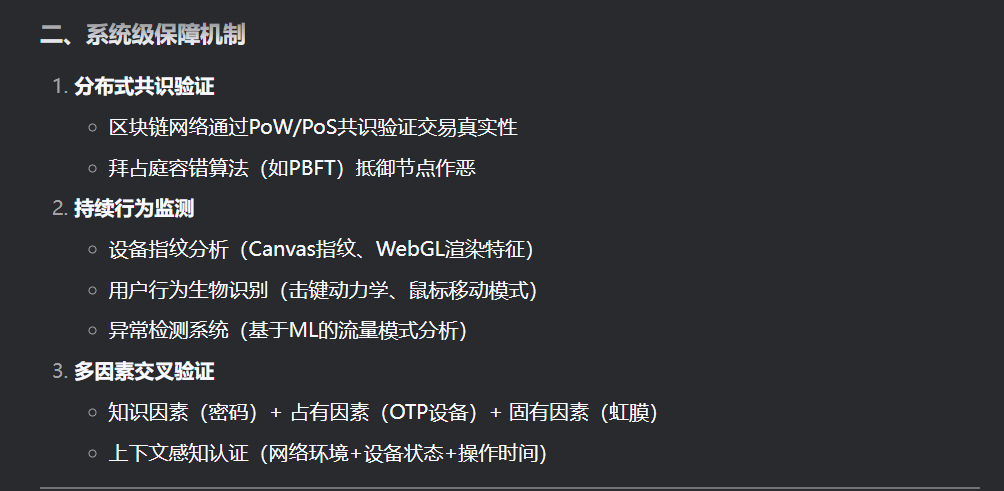 二、系统级保障机制
1. 分布式共识验证
○ 区块链网络通过PoW/PoS共识验证交易真实性
○ 拜占庭容错算法（如PBFT）抵御节点作恶
2. 持续行为监测
○ 设备指纹分析（Canvas指纹、WebGL渲染特征）
○ 用户行为生物识别（击键动力学、鼠标移动模式）
○ 异常检测系统（基于ML的流量模式分析）
3. 多因素交叉验证
○ 知识因素（密码）+ 占有因素（OTP设备）+ 固有因素（虹膜）
○ 上下文感知认证（网络环境+设备状态+操作时间）